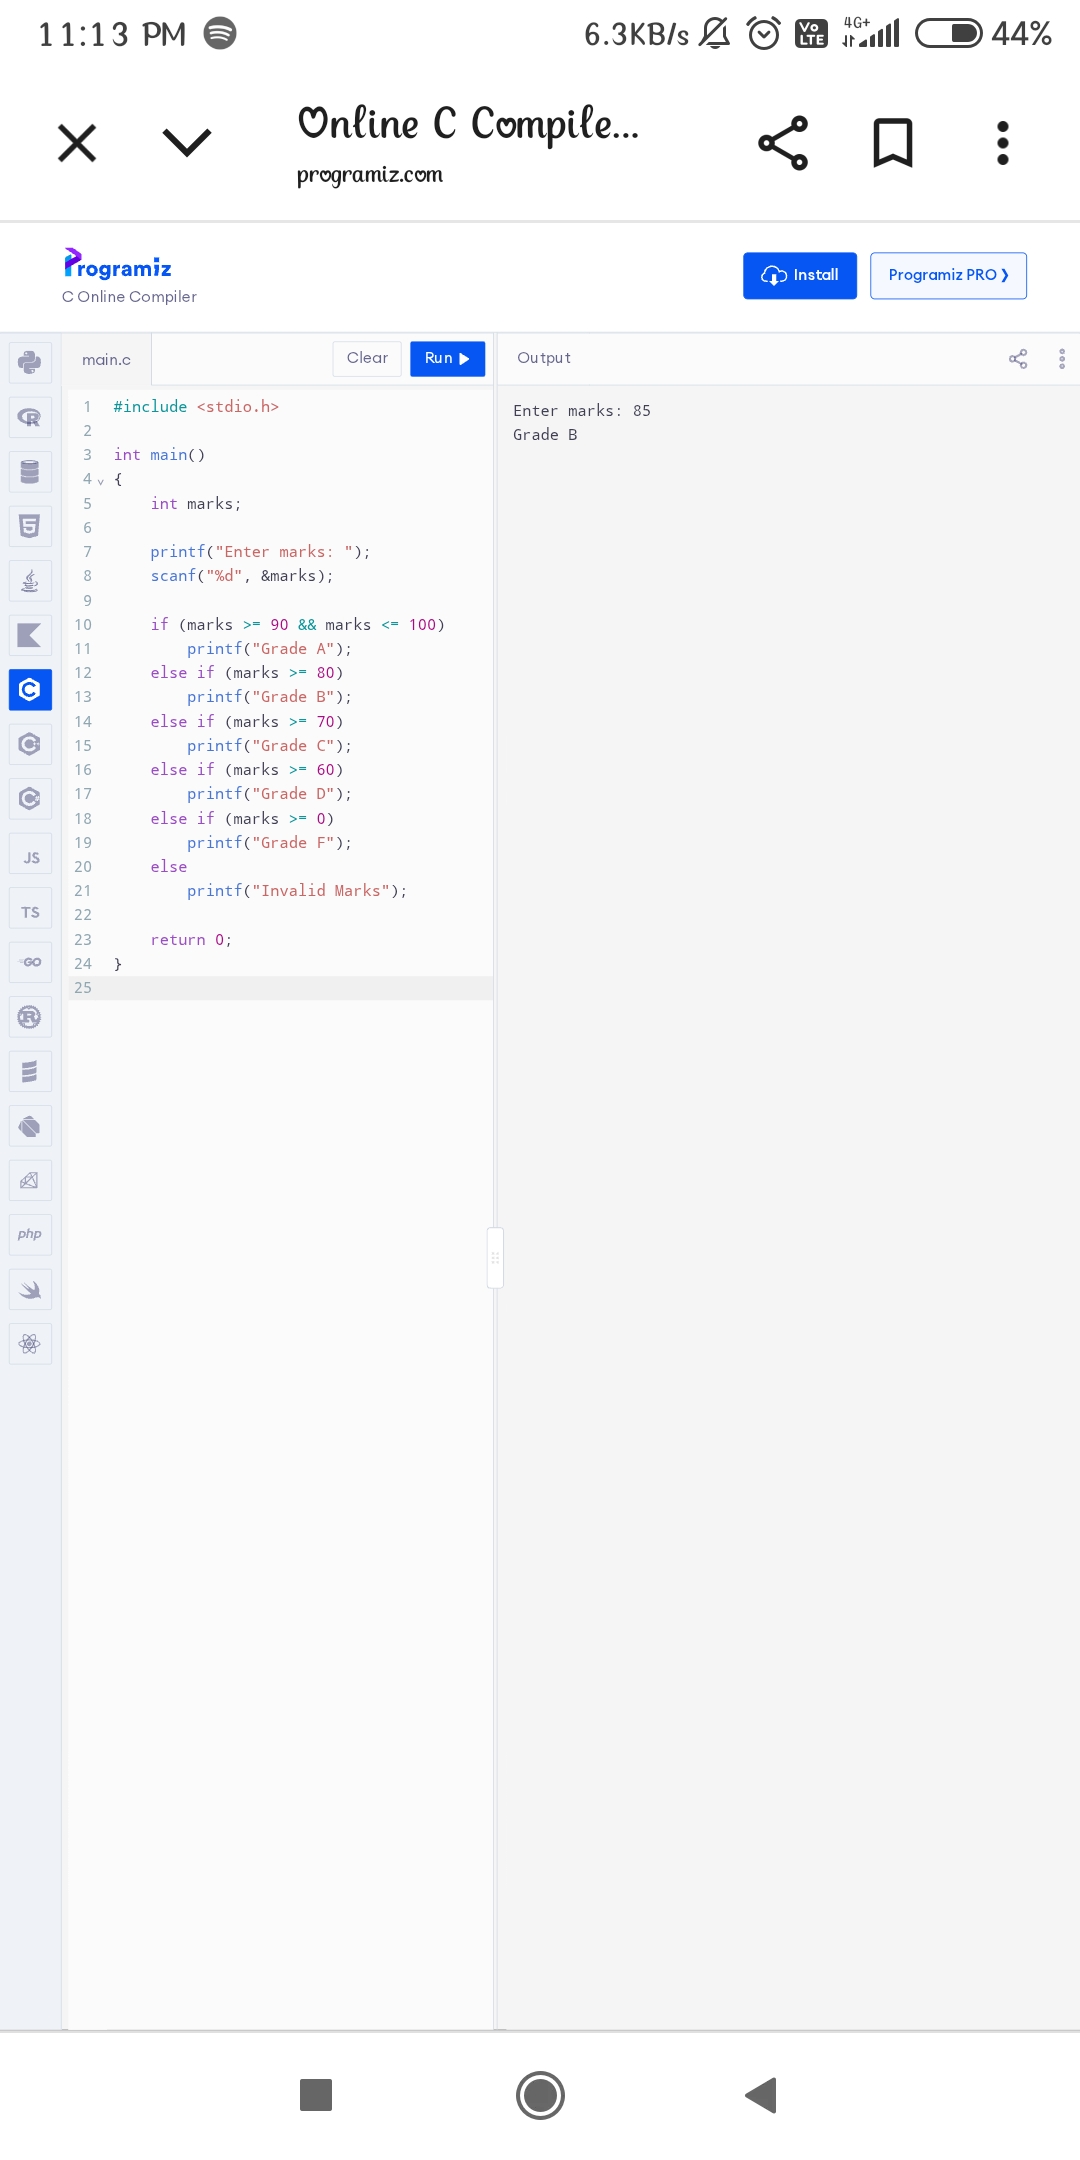 11:13 PM 6.3KB/s Vo LTE 4G+ 44%
Online C Compile...
programiz.com
Programiz
C Online Compiler
Install
Programiz PRO ❯
main.c
Clear
Run
Output
1 #include <stdio.h>
2
3 int main()
4 {
5     int marks;
6
7     printf("Enter marks: ");
8     scanf("%d", &marks);
9
10     if (marks >= 90 && marks <= 100)
11         printf("Grade A");
12     else if (marks >= 80)
13         printf("Grade B");
14     else if (marks >= 70)
15         printf("Grade C");
16     else if (marks >= 60)
17         printf("Grade D");
18     else if (marks >= 0)
19         printf("Grade F");
20     else
21         printf("Invalid Marks");
22
23     return 0;
24 }
25
Enter marks: 85
Grade B
R
5
C
C
C
JS
TS
GO
R
php